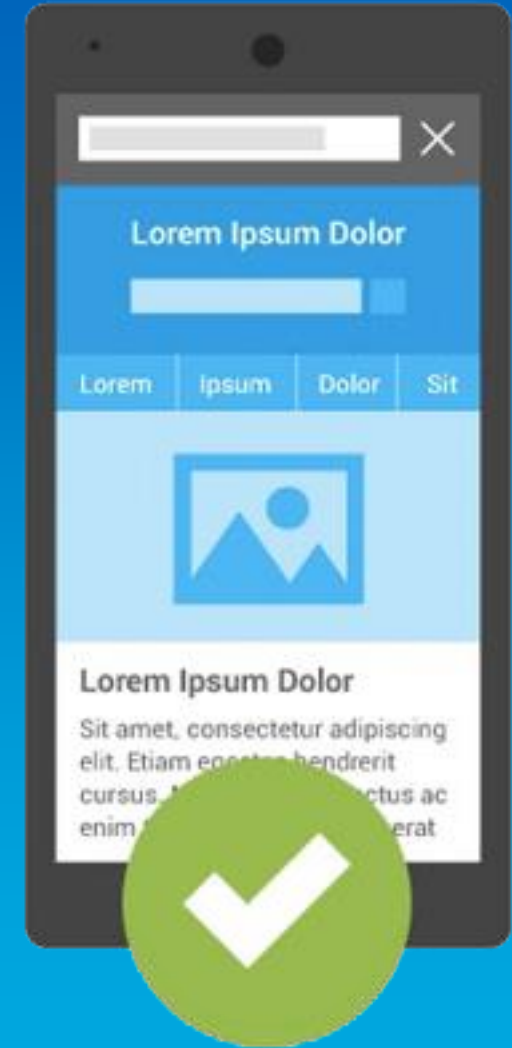 Lorem Ipsum Dolor
Lorem Ipsum Dolor Sit
Lorem Ipsum Dolor
Sit amet, consectetur adipiscing
elit. Etiam hendrerit
cursus. ac
enim erat